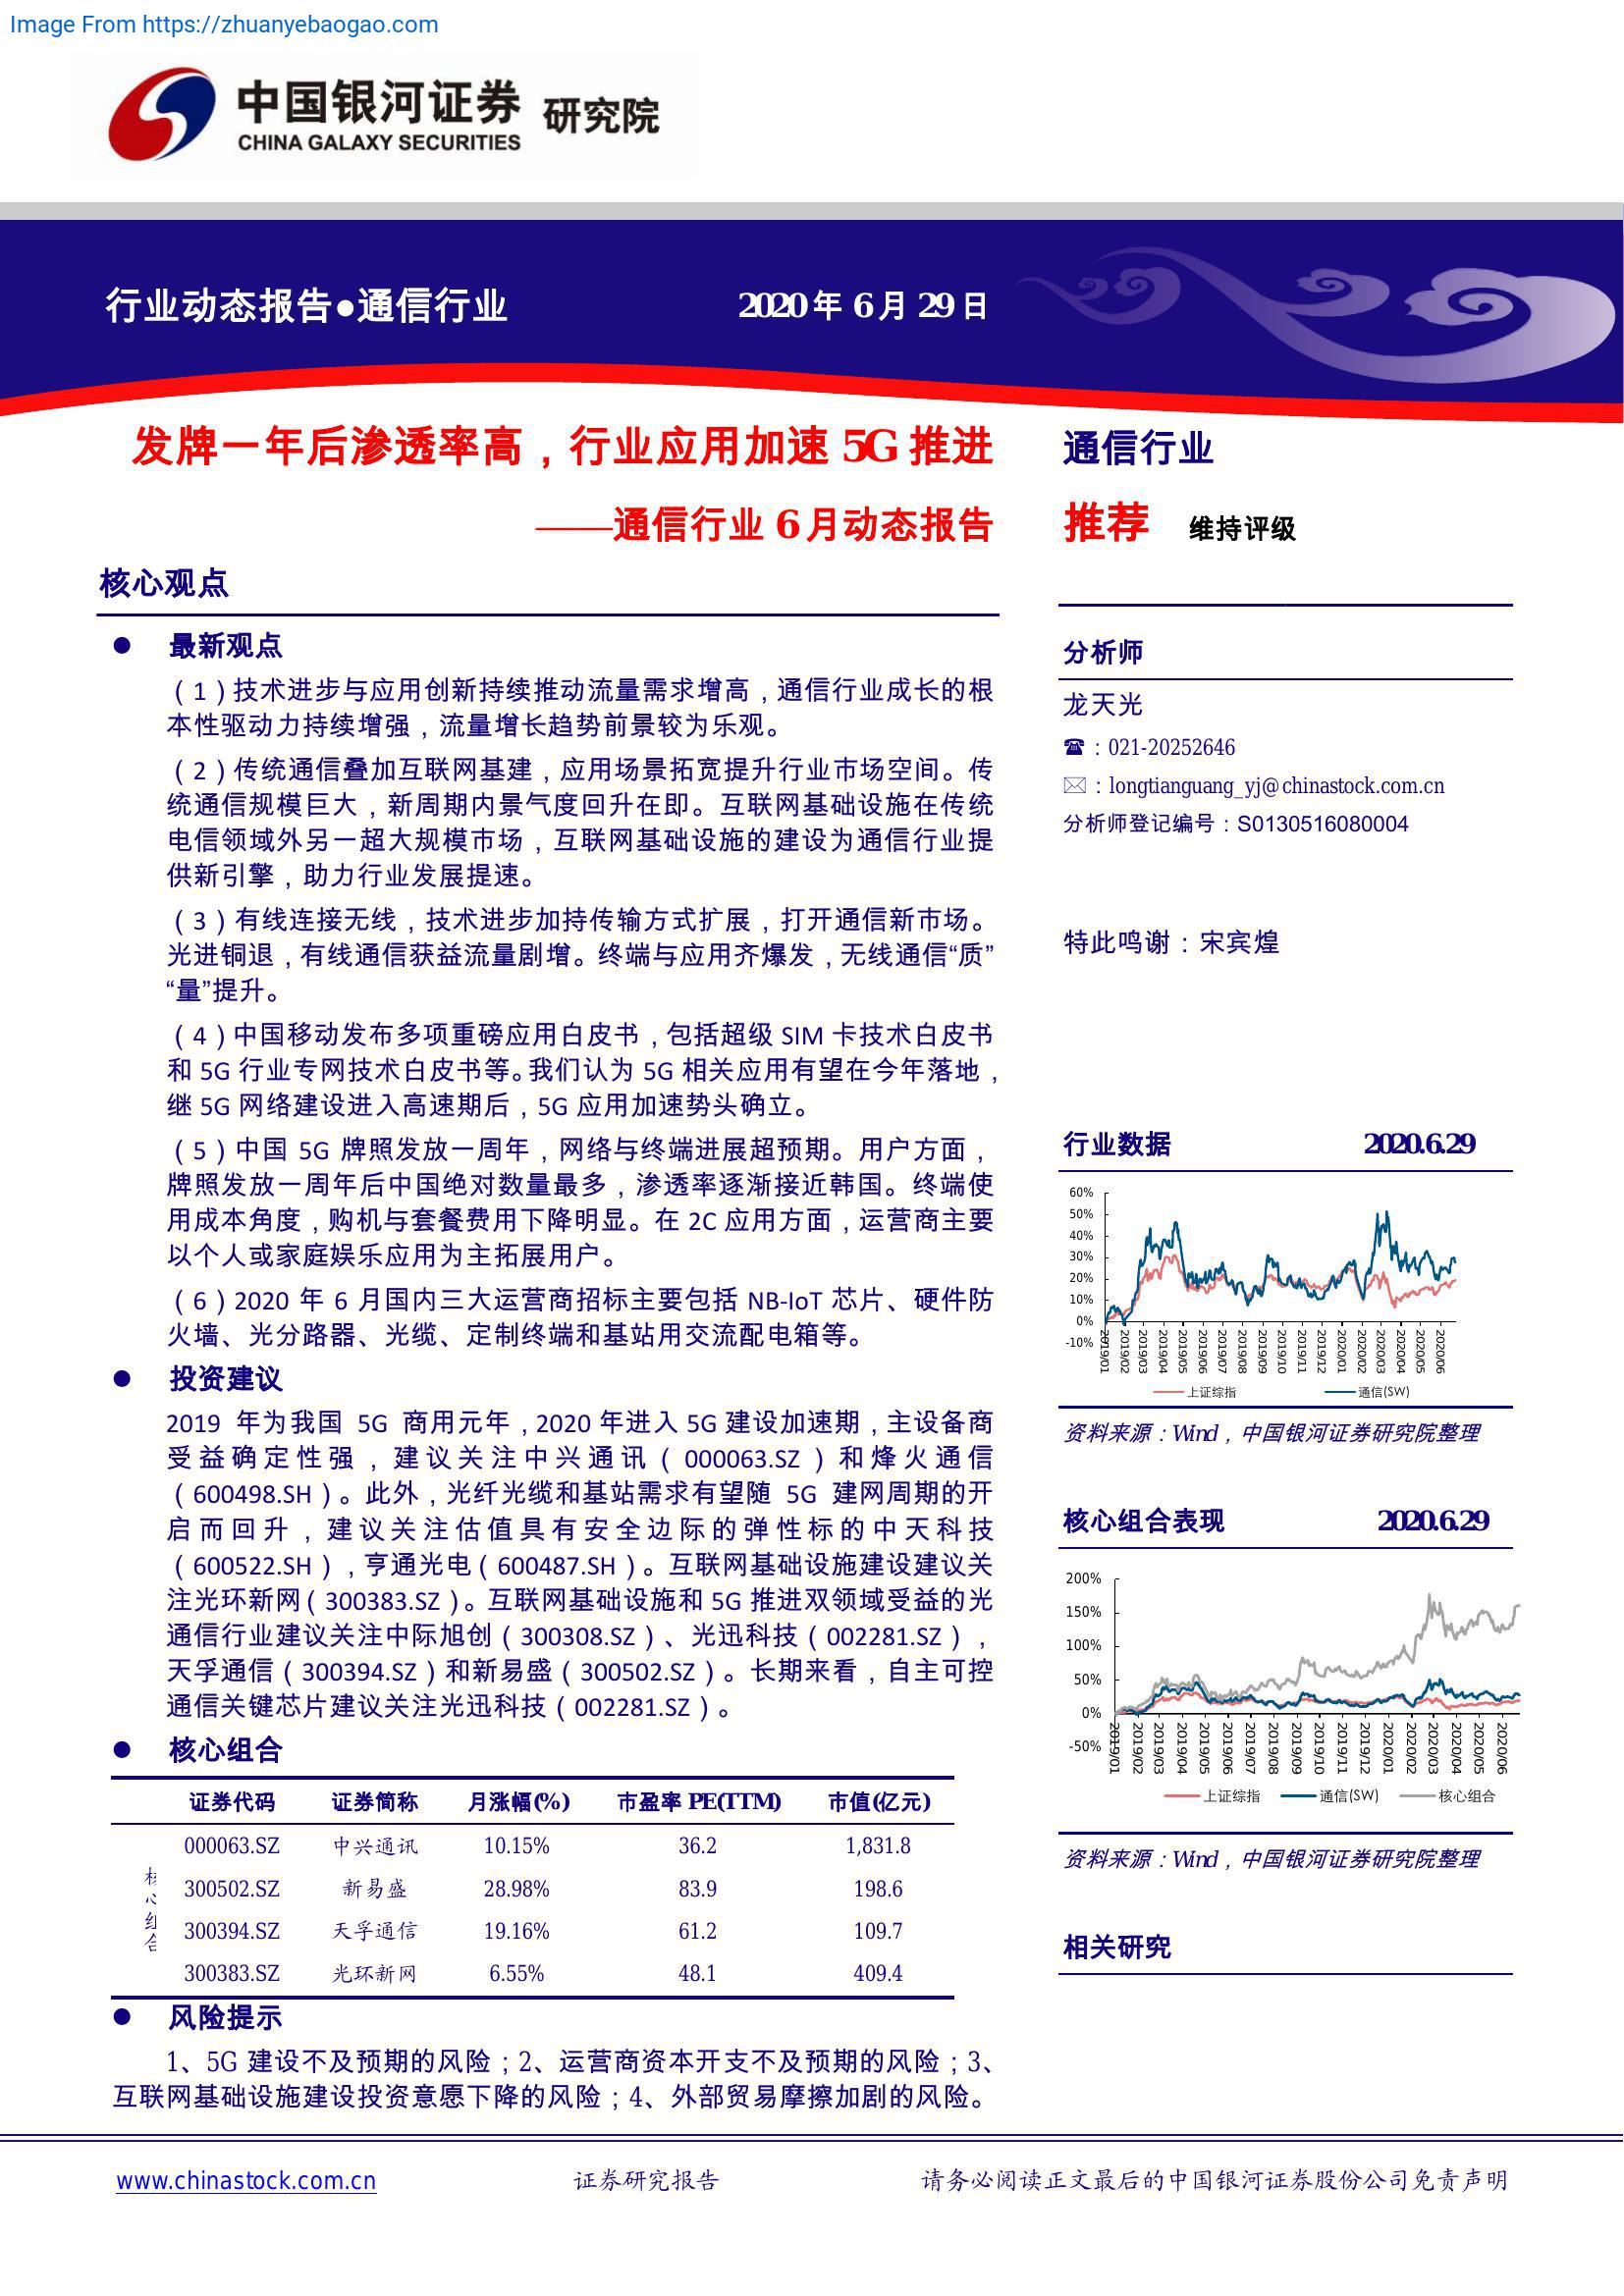 Image From https://zhuanyebaogao.com
中国银河证券 研究院
CHINA GALAXY SECURITIES
行业动态报告●通信行业 2020 年 6 月 29 日
发牌一年后渗透率高，行业应用加速 5G 推进
——通信行业 6 月动态报告
核心观点
● 最新观点
（1）技术进步与应用创新持续推动流量需求增高，通信行业成长的根
本性驱动力持续增强，流量增长趋势前景较为乐观。
（2）传统通信叠加互联网基建，应用场景拓宽提升行业市场空间。传
统通信规模巨大，新周期内景气度回升在即。互联网基础设施在传统
电信领域外另一超大规模市场，互联网基础设施的建设为通信行业提
供新引擎，助力行业发展提速。
（3）有线连接无线，技术进步加持传输方式扩展，打开通信新市场。
光进铜退，有线通信获益流量剧增。终端与应用齐爆发，无线通信“质”
“量”提升。
（4）中国移动发布多项重磅应用白皮书，包括超级 SIM 卡技术白皮书
和 5G 行业专网技术白皮书等。我们认为 5G 相关应用有望在今年落地，
继 5G 网络建设进入高速期后，5G 应用加速势头确立。
（5）中国 5G 牌照发放一周年，网络与终端进展超预期。用户方面，
牌照发放一周年后中国绝对数量最多，渗透率逐渐接近韩国。终端使
用成本角度，购机与套餐费用下降明显。在 2C 应用方面，运营商主要
以个人或家庭娱乐应用为主拓展用户。
（6）2020 年 6 月国内三大运营商招标主要包括 NB-IoT 芯片、硬件防
火墙、光分路器、光缆、定制终端和基站用交流配电箱等。
● 投资建议
2019 年为我国 5G 商用元年，2020 年进入 5G 建设加速期，主设备商
受益确定性强，建议关注中兴通讯（000063.SZ）和烽火通信
（600498.SH）。此外，光纤光缆和基站需求有望随 5G 建网周期的开
启而回升，建议关注估值具有安全边际的弹性标的中天科技
（600522.SH），亨通光电（600487.SH）。互联网基础设施建设建议关
注光环新网（300383.SZ）。互联网基础设施和 5G 推进双领域受益的光
通信行业建议关注中际旭创（300308.SZ）、光迅科技（002281.SZ），
天孚通信（300394.SZ）和新易盛（300502.SZ）。长期来看，自主可控
通信关键芯片建议关注光迅科技（002281.SZ）。
● 核心组合
证券代码 证券简称 月涨幅(%) 市盈率 PE(TTM) 市值(亿元)
核心组合
000063.SZ 中兴通讯 10.15% 36.2 1,831.8
300502.SZ 新易盛 28.98% 83.9 198.6
300394.SZ 天孚通信 19.16% 61.2 109.7
300383.SZ 光环新网 6.55% 48.1 409.4
● 风险提示
1、5G 建设不及预期的风险；2、运营商资本开支不及预期的风险；3、
互联网基础设施建设投资意愿下降的风险；4、外部贸易摩擦加剧的风险。
通信行业
推荐 维持评级
分析师
龙天光
☎：021-20252646
✉：longtianguang_yj@chinastock.com.cn
分析师登记编号：S0130516080004
特此鸣谢：宋宾煌
行业数据 2020.6.29
60%
50%
40%
30%
20%
10%
0%
-10%
2019/01 2019/02 2019/03 2019/04 2019/05 2019/06 2019/07 2019/08 2019/09 2019/10 2019/11 2019/12 2020/01 2020/02 2020/03 2020/04 2020/05 2020/06
上证综指 通信(SW)
资料来源：Wind，中国银河证券研究院整理
核心组合表现 2020.6.29
200%
150%
100%
50%
0%
-50%
2019/01 2019/02 2019/03 2019/04 2019/05 2019/06 2019/07 2019/08 2019/09 2019/10 2019/11 2019/12 2020/01 2020/02 2020/03 2020/04 2020/05 2020/06
上证综指 通信(SW) 核心组合
资料来源：Wind，中国银河证券研究院整理
相关研究
www.chinastock.com.cn 证券研究报告 请务必阅读正文最后的中国银河证券股份公司免责声明